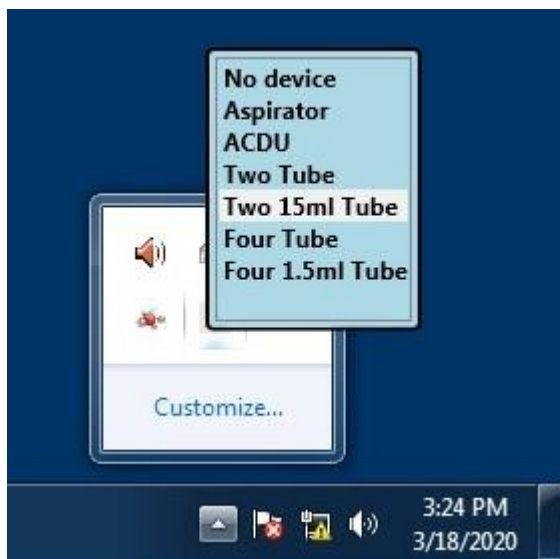 No device
Aspirator
ACDU
Two Tube
Two 15ml Tube
Four Tube
Four 1.5ml Tube
Customize...
3:24 PM
3/18/2020